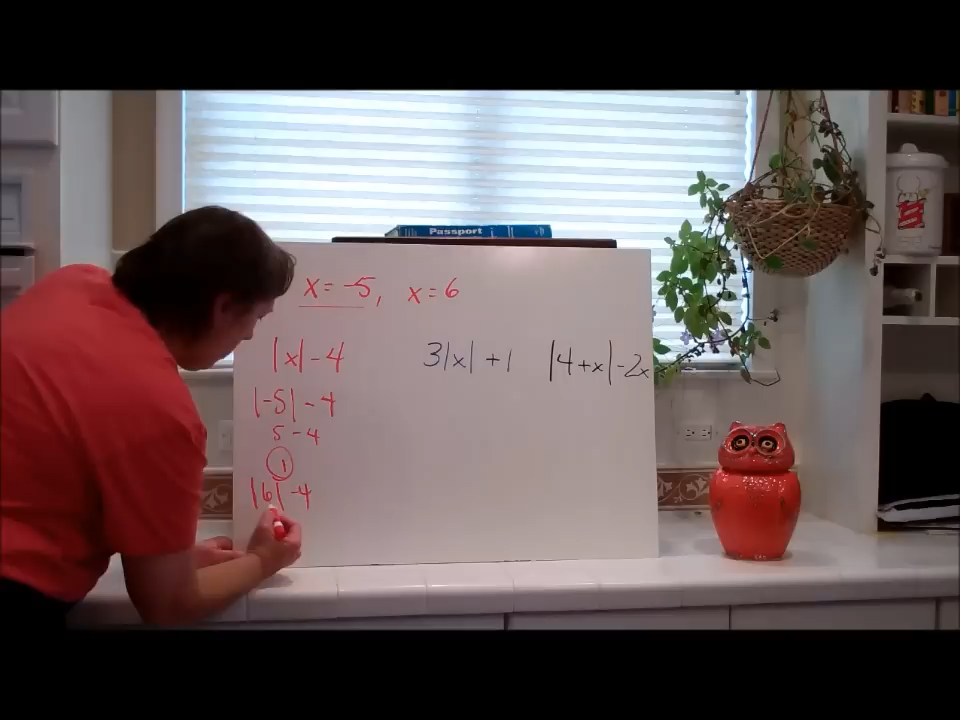 Passport
x = -5, x = 6
|x| - 4 3|x| + 1 |4 + x| - 2x
|-5| - 4
5 - 4
1
|6| - 4